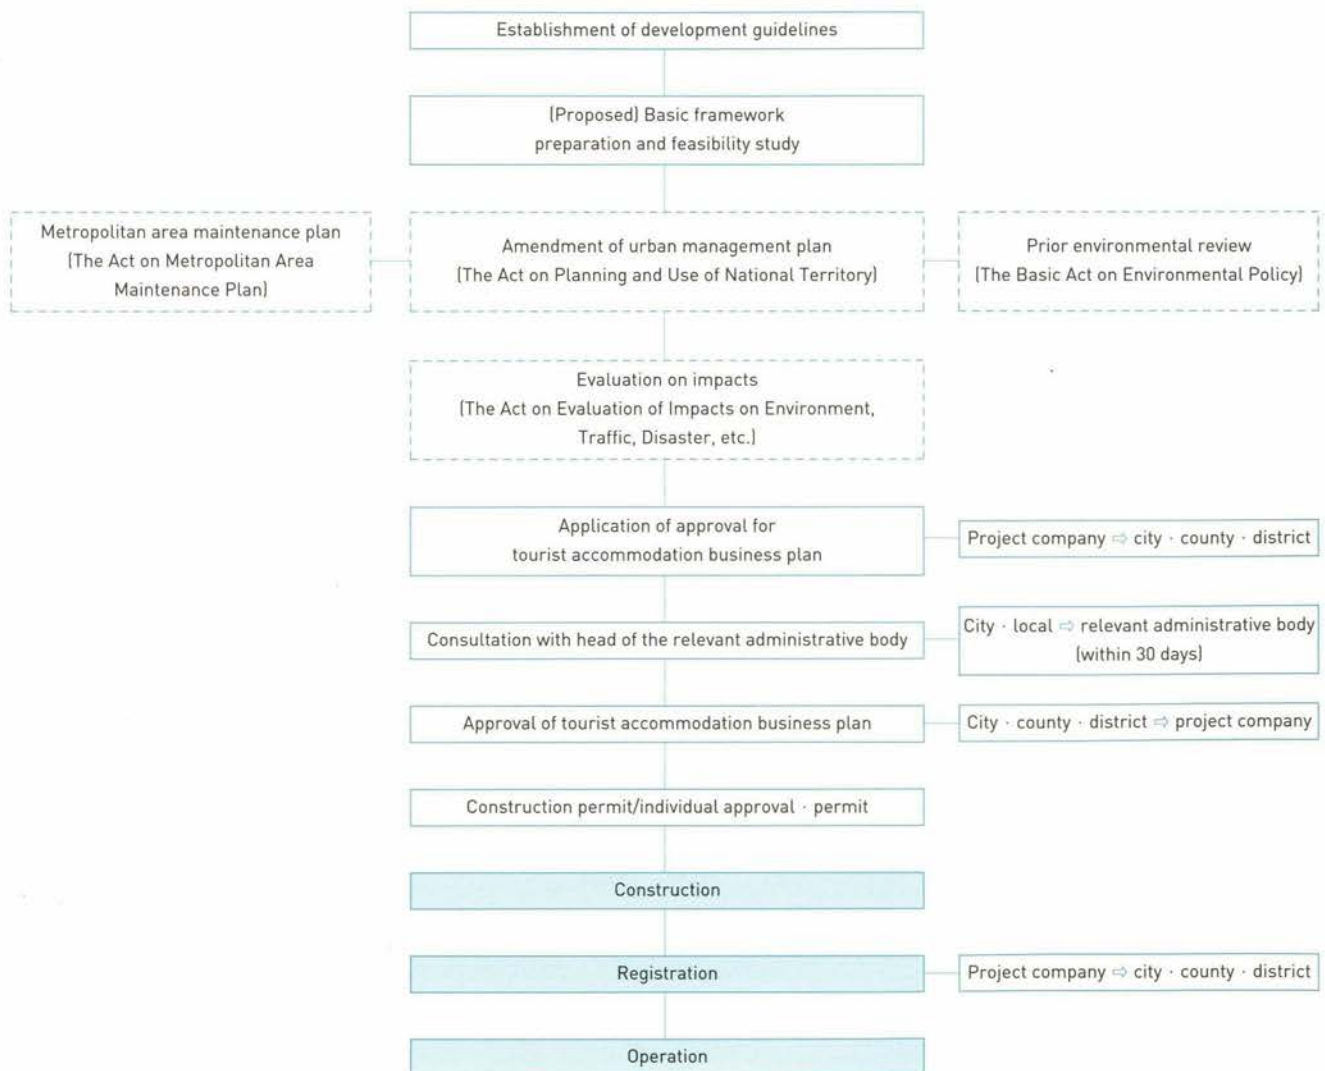 Establishment of development guidelines
(Proposed) Basic framework
preparation and feasibility study
Metropolitan area maintenance plan
(The Act on Metropolitan Area
Maintenance Plan)
Amendment of urban management plan
(The Act on Planning and Use of National Territory)
Prior environmental review
(The Basic Act on Environmental Policy)
Evaluation on impacts
(The Act on Evaluation of Impacts on Environment,
Traffic, Disaster, etc.)
Application of approval for
tourist accommodation business plan
Project company ⇨ city · county · district
Consultation with head of the relevant administrative body
City · local ⇨ relevant administrative body
(within 30 days)
Approval of tourist accommodation business plan
City · county · district ⇨ project company
Construction permit/individual approval · permit
Construction
Registration
Project company ⇨ city · county · district
Operation